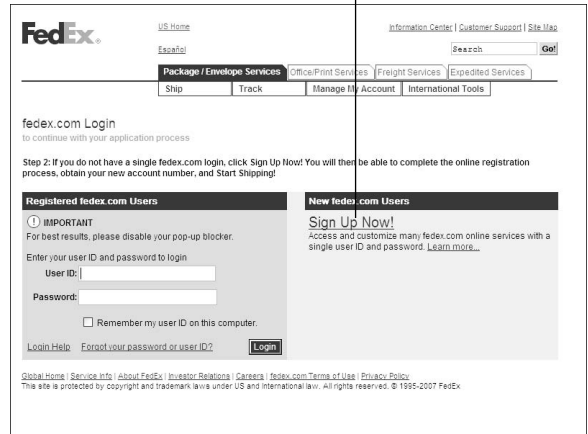 FedEx®
US Home
Information Center | Customer Support | Site Map
Español
Search Go!
Package / Envelope Services Office/Print Services Freight Services Expedited Services
Ship Track Manage My Account International Tools
fedex.com Login
to continue with your application process
Step 2: If you do not have a single fedex.com login, click Sign Up Now! You will then be able to complete the online registration
process, obtain your new account number, and Start Shipping!
Registered fedex.com Users
! IMPORTANT
For best results, please disable your pop-up blocker.
Enter your user ID and password to login
User ID:
Password:
Remember my user ID on this computer.
Login Help Forgot your password or user ID? Login
New fedex.com Users
Sign Up Now!
Access and customize many fedex.com online services with a
single user ID and password. Learn more...
Global Home | Service Info | About FedEx | Investor Relations | Careers | fedex.com Terms of Use | Privacy Policy
This site is protected by copyright and trademark laws under US and International law. All rights reserved. © 1995-2007 FedEx